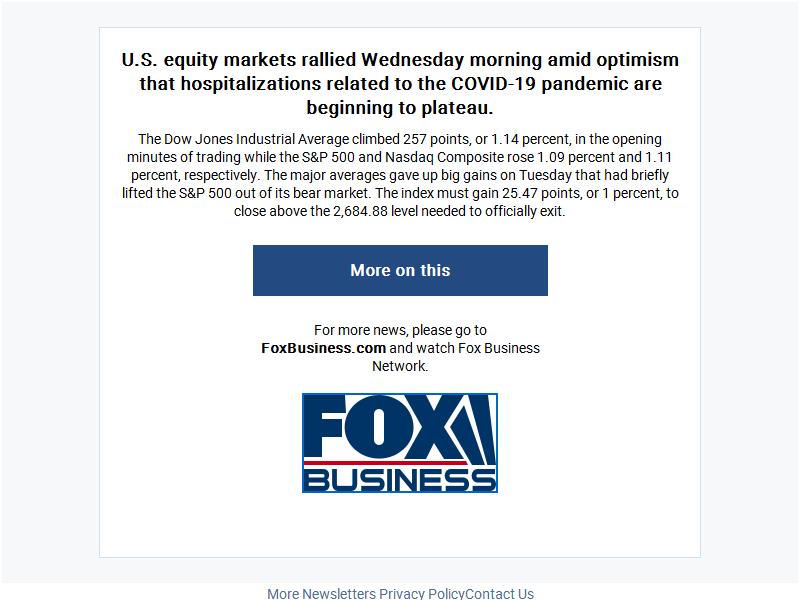 U.S. equity markets rallied Wednesday morning amid optimism
that hospitalizations related to the COVID-19 pandemic are
beginning to plateau.
The Dow Jones Industrial Average climbed 257 points, or 1.14 percent, in the opening
minutes of trading while the S&P 500 and Nasdaq Composite rose 1.09 percent and 1.11
percent, respectively. The major averages gave up big gains on Tuesday that had briefly
lifted the S&P 500 out of its bear market. The index must gain 25.47 points, or 1 percent, to
close above the 2,684.88 level needed to officially exit.
More on this
For more news, please go to
FoxBusiness.com and watch Fox Business
Network.
FOX
BUSINESS
More Newsletters Privacy PolicyContact Us